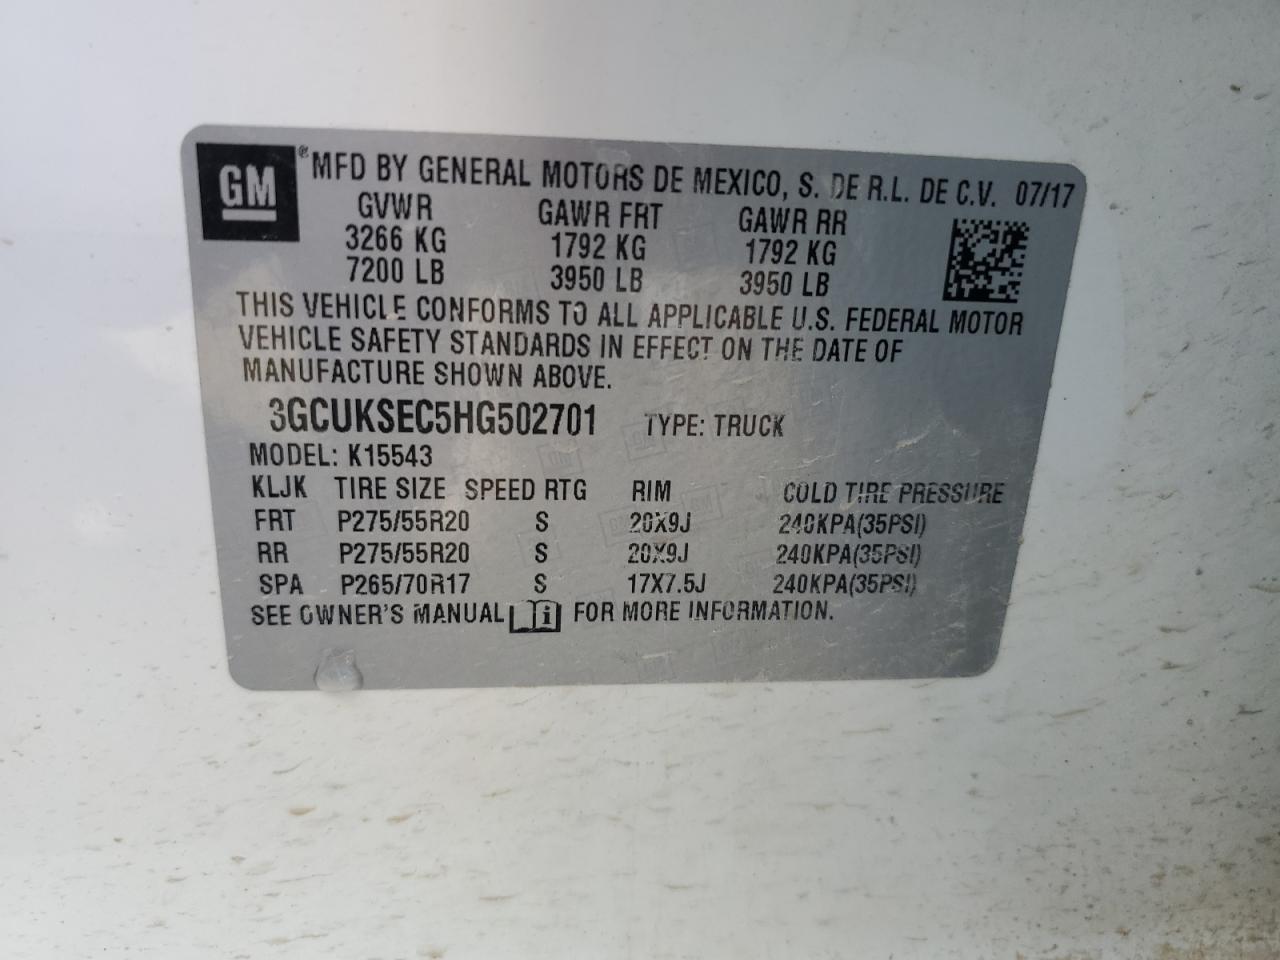 GM ® MFD BY GENERAL MOTORS DE MEXICO, S. DE R.L. DE C.V. 07/17
GVWR GAWR FRT GAWR RR
3266 KG 1792 KG 1792 KG
7200 LB 3950 LB 3950 LB
THIS VEHICLE CONFORMS TO ALL APPLICABLE U.S. FEDERAL MOTOR
VEHICLE SAFETY STANDARDS IN EFFECT ON THE DATE OF
MANUFACTURE SHOWN ABOVE.
3GCUKSEC5HG502701 TYPE: TRUCK
MODEL: K15543
KLJK TIRE SIZE SPEED RTG RIM COLD TIRE PRESSURE
FRT P275/55R20 S 20X9J 240KPA(35PSI)
RR P275/55R20 S 20X9J 240KPA(35PSI)
SPA P265/70R17 S 17X7.5J 240KPA(35PSI)
SEE OWNER'S MANUAL i FOR MORE INFORMATION.